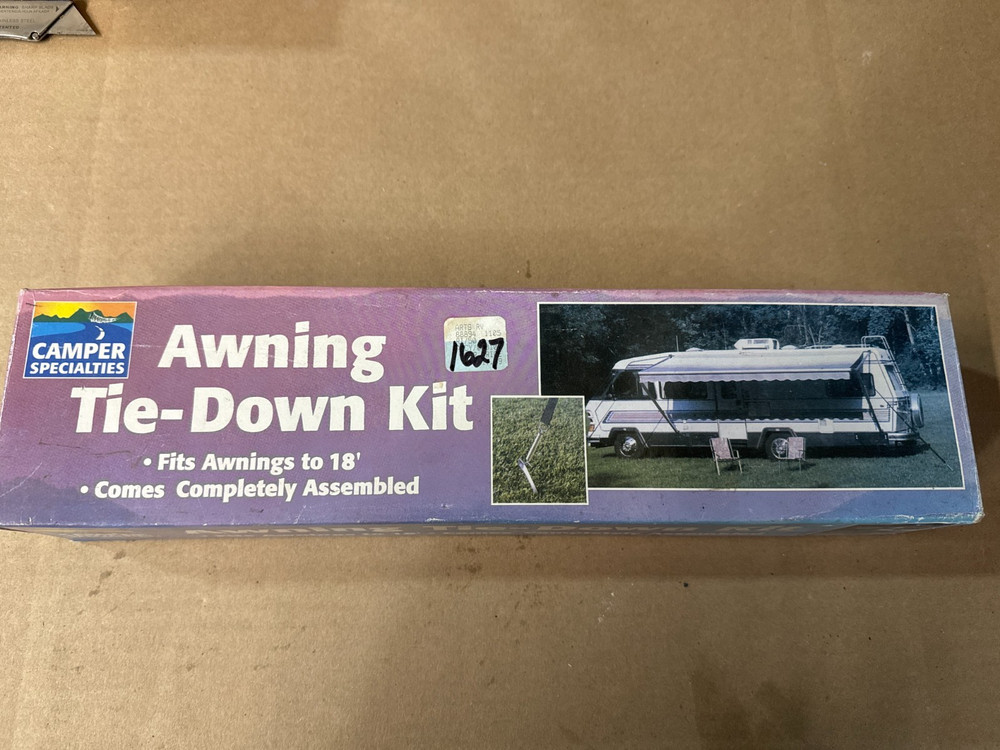 CAMPER
SPECIALTIES
Awning
Tie-Down Kit
• Fits Awnings to 18'
• Comes Completely Assembled
1627